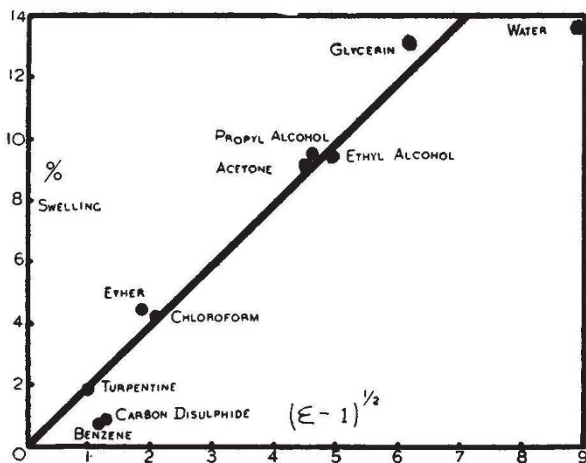 14
WATER
GLYCERIN
12
PROPYL ALCOHOL
10
ETHYL ALCOHOL
ACETONE
%
8
SWELLING
6
ETHER
4
CHLOROFORM
2
TURPENTINE
CARBON DISULPHIDE
(ε-1)^1/2
BENZENE
0 1 2 3 4 5 6 7 8 9